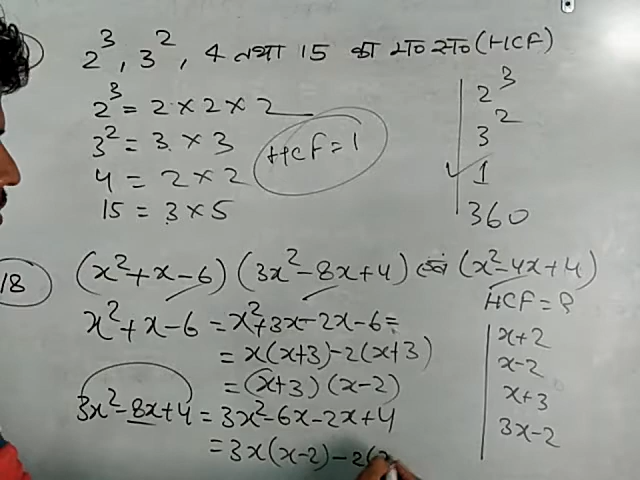 2³, 3², 4 तथा 15 का म० स० (HCF)
2³ = 2 × 2 × 2
3² = 3 × 3
4 = 2 × 2
15 = 3 × 5
HCF = 1
2³
3²
✓ 1
360
18 (x²+x-6) (3x²-8x+4) एवं (x²-4x+4)
HCF = ?
x²+x-6 = x²+3x-2x-6 =
= x(x+3)-2(x+3)
= (x+3)(x-2)
3x²-8x+4 = 3x²-6x-2x+4
= 3x(x-2)-2(
x+2
x-2
x+3
3x-2